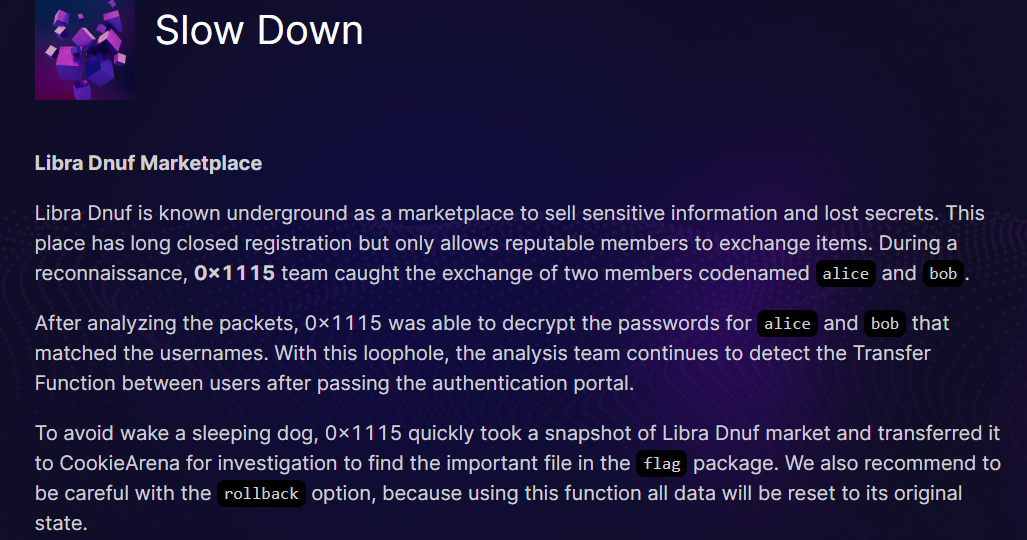 Slow Down
Libra Dnuf Marketplace
Libra Dnuf is known underground as a marketplace to sell sensitive information and lost secrets. This
place has long closed registration but only allows reputable members to exchange items. During a
reconnaissance, 0×1115 team caught the exchange of two members codenamed alice and bob.
After analyzing the packets, 0×1115 was able to decrypt the passwords for alice and bob that
matched the usernames. With this loophole, the analysis team continues to detect the Transfer
Function between users after passing the authentication portal.
To avoid wake a sleeping dog, 0×1115 quickly took a snapshot of Libra Dnuf market and transferred it
to CookieArena for investigation to find the important file in the flag package. We also recommend to
be careful with the rollback option, because using this function all data will be reset to its original
state.